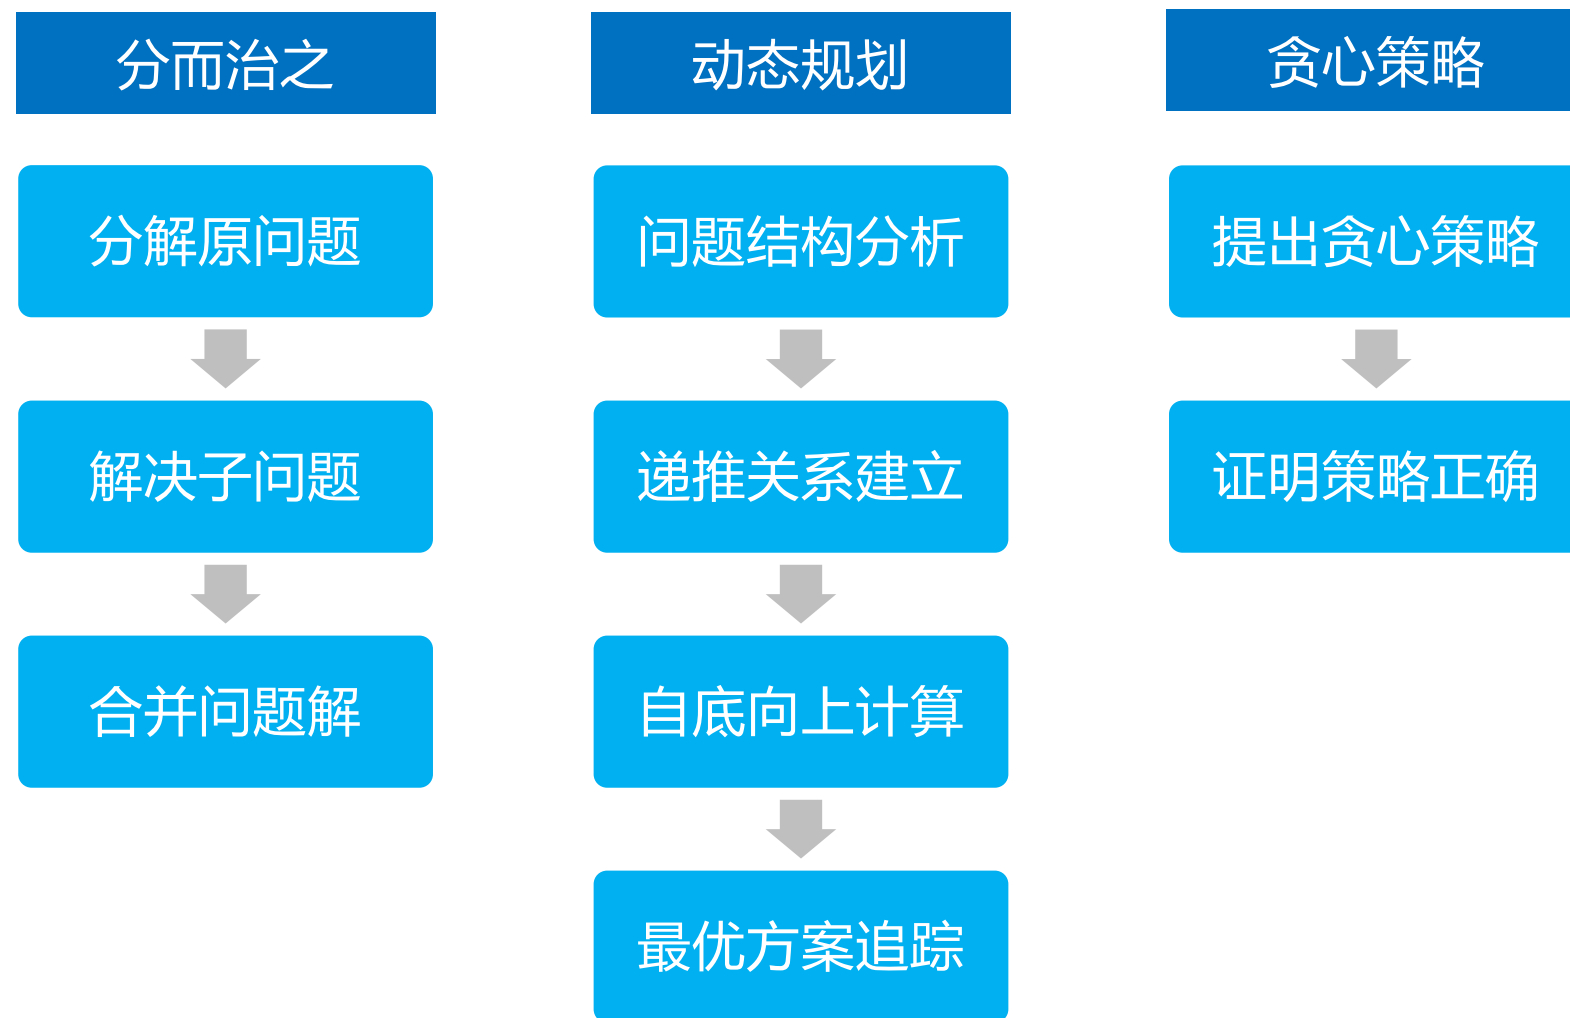 分而治之
分解原问题
解决子问题
合并问题解
动态规划
问题结构分析
递推关系建立
自底向上计算
最优方案追踪
贪心策略
提出贪心策略
证明策略正确